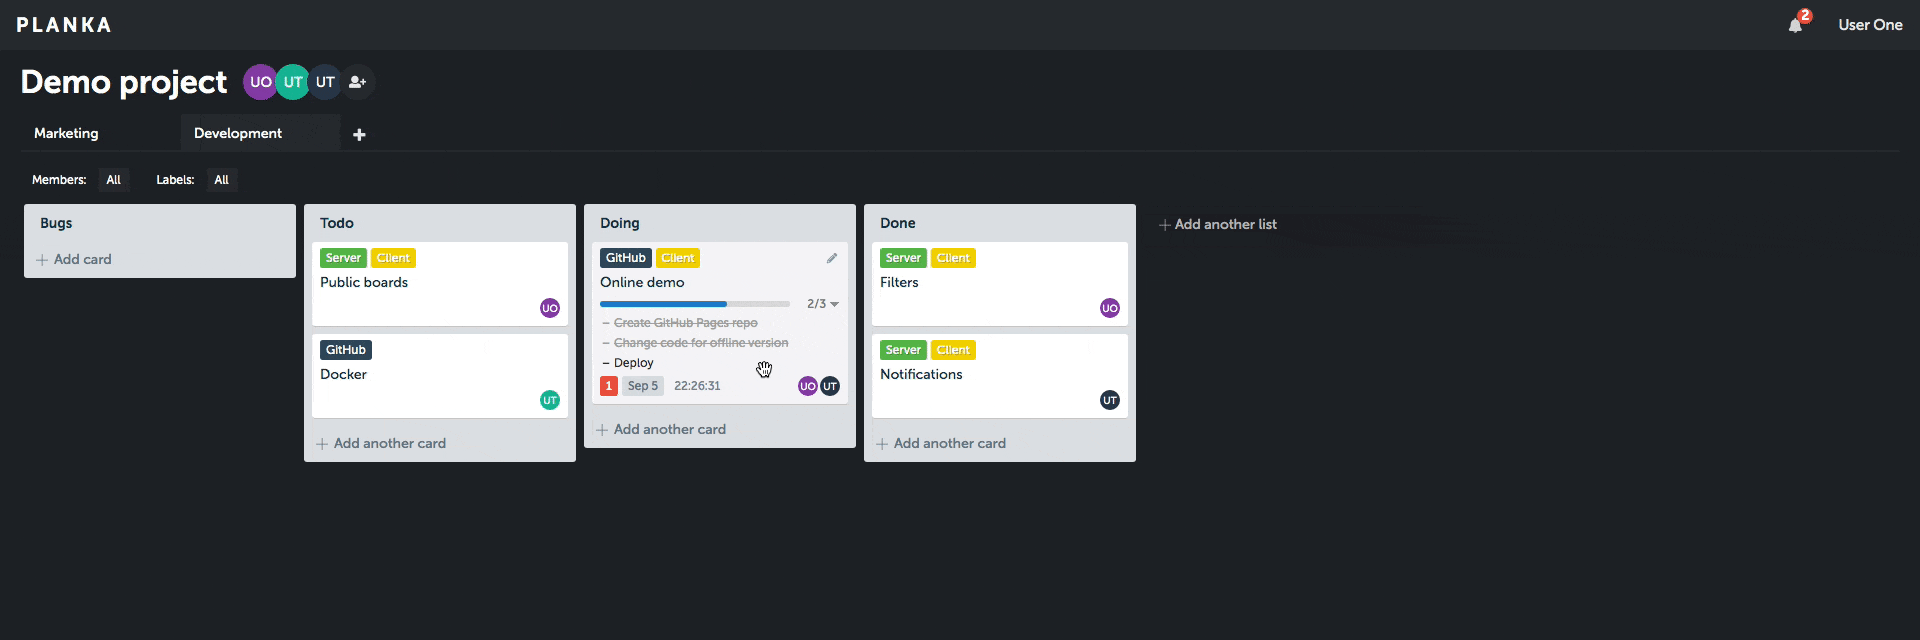 PLANKA
2
User One
Demo project UO UT UT
Marketing Development
Members: All Labels: All
Bugs
Add card
Todo
Server Client
Public boards
UO
GitHub
Docker
UT
Add another card
Doing
GitHub Client
Online demo
2/3
– Create GitHub Pages repo
– Change code for offline version
– Deploy
1 Sep 5 22:26:31 UO UT
Add another card
Done
Server Client
Filters
UO
Server Client
Notifications
UT
Add another card
Add another list